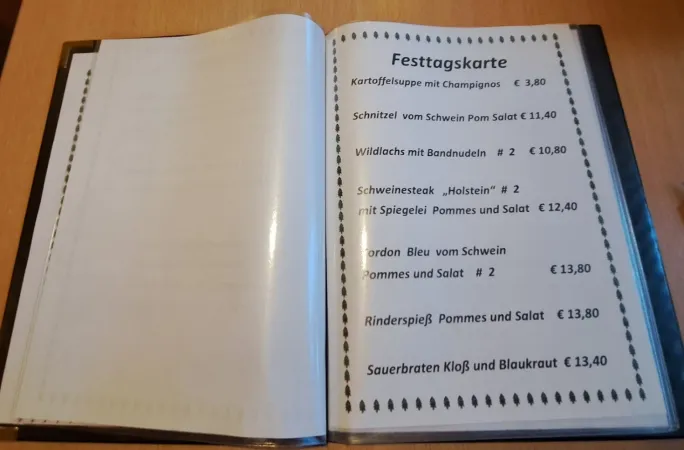 Festtagskarte
Kartoffelsuppe mit Champignos € 3,80
Schnitzel vom Schwein Pom Salat € 11,40
Wildlachs mit Bandnudeln # 2 € 10,80
Schweinesteak „Holstein“ # 2
mit Spiegelei Pommes und Salat € 12,40
Cordon Bleu vom Schwein
Pommes und Salat # 2 € 13,80
Rinderspieß Pommes und Salat € 13,80
Sauerbraten Kloß und Blaukraut € 13,40